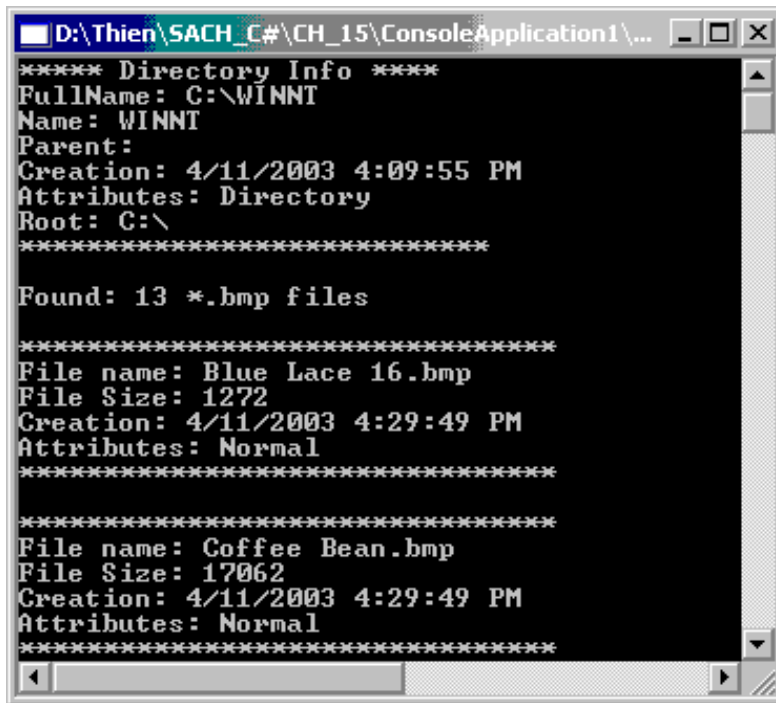 D:\Thien\SACH_C#\CH_15\ConsoleApplication1\...
***** Directory Info ****
FullName: C:\WINNT
Name: WINNT
Parent:
Creation: 4/11/2003 4:09:55 PM
Attributes: Directory
Root: C:\
****************************
Found: 13 *.bmp files
********************************
File name: Blue Lace 16.bmp
File Size: 1272
Creation: 4/11/2003 4:29:49 PM
Attributes: Normal
********************************
********************************
File name: Coffee Bean.bmp
File Size: 17062
Creation: 4/11/2003 4:29:49 PM
Attributes: Normal
********************************